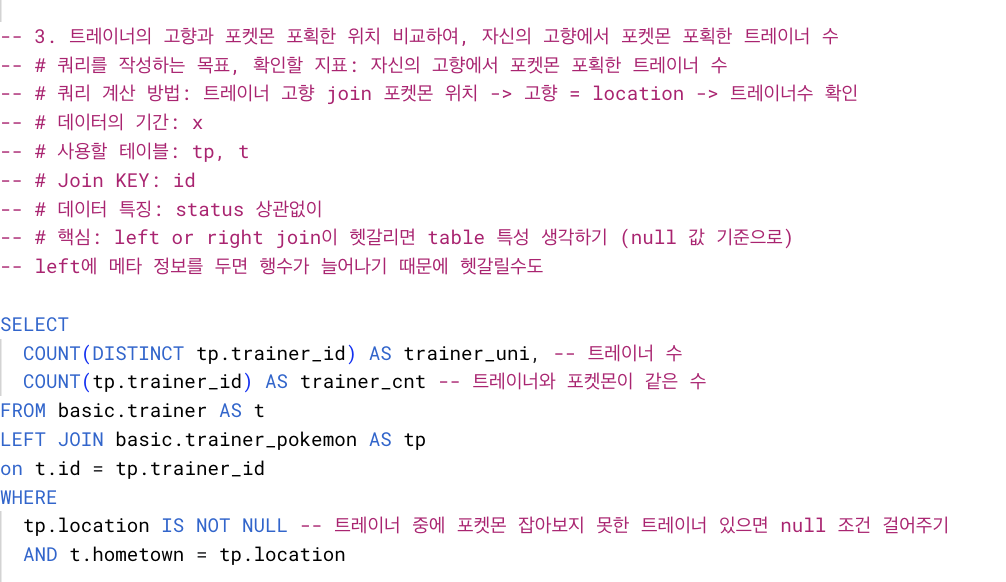 -- 3. 트레이너의 고향과 포켓몬 포획한 위치 비교하여, 자신의 고향에서 포켓몬 포획한 트레이너 수
-- # 쿼리를 작성하는 목표, 확인할 지표: 자신의 고향에서 포켓몬 포획한 트레이너 수
-- # 쿼리 계산 방법: 트레이너 고향 join 포켓몬 위치 -> 고향 = location -> 트레이너수 확인
-- # 데이터의 기간: x
-- # 사용할 테이블: tp, t
-- # Join KEY: id
-- # 데이터 특징: status 상관없이
-- # 핵심: left or right join이 헷갈리면 table 특성 생각하기 (null 값 기준으로)
-- left에 메타 정보를 두면 행수가 늘어나기 때문에 헷갈릴수도
SELECT
COUNT(DISTINCT tp.trainer_id) AS trainer_uni, -- 트레이너 수
COUNT(tp.trainer_id) AS trainer_cnt -- 트레이너와 포켓몬이 같은 수
FROM basic.trainer AS t
LEFT JOIN basic.trainer_pokemon AS tp
on t.id = tp.trainer_id
WHERE
tp.location IS NOT NULL -- 트레이너 중에 포켓몬 잡아보지 못한 트레이너 있으면 null 조건 걸어주기
AND t.hometown = tp.location